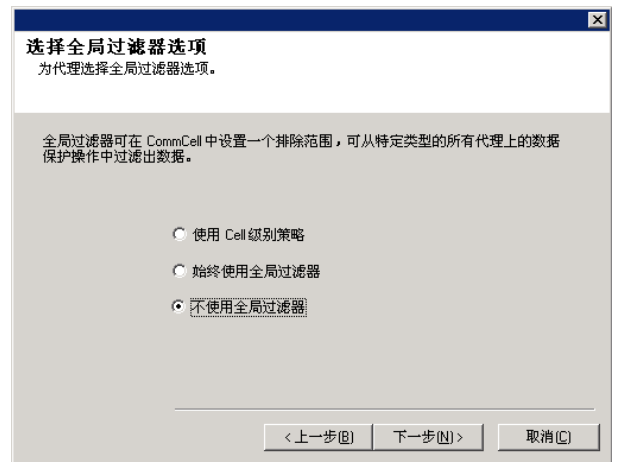 选择全局过滤器选项
为代理选择全局过滤器选项。
全局过滤器可在 CommCell 中设置一个排除范围，可从特定类型的所有代理上的数据
保护操作中过滤出数据。
使用 Cell 级别策略
始终使用全局过滤器
不使用全局过滤器
<上一步(B) 下一步(N)> 取消(C)